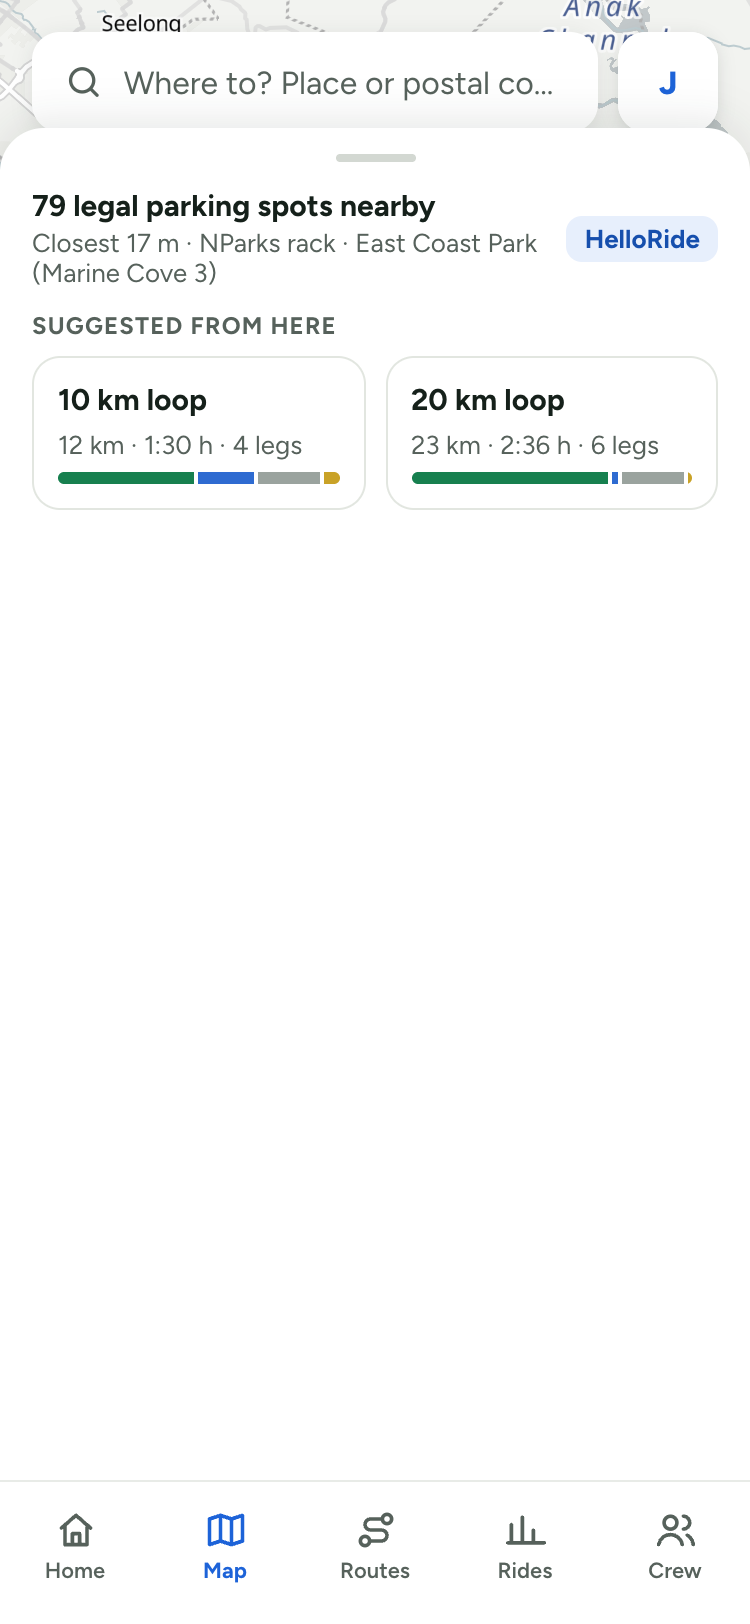 Seelong
Anak
Where to? Place or postal co...
J
79 legal parking spots nearby
Closest 17 m · NParks rack · East Coast Park
(Marine Cove 3)
HelloRide
SUGGESTED FROM HERE
10 km loop
12 km · 1:30 h · 4 legs
20 km loop
23 km · 2:36 h · 6 legs
Home
Map
Routes
Rides
Crew